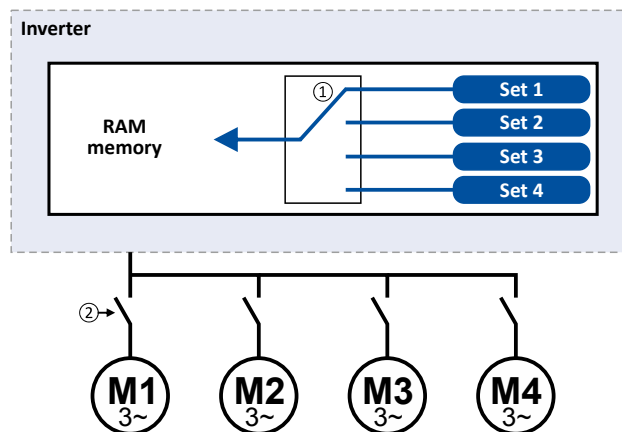 Inverter
①
Set 1
Set 2
RAM
memory
Set 3
Set 4
②
M1
3~
M2
3~
M3
3~
M4
3~